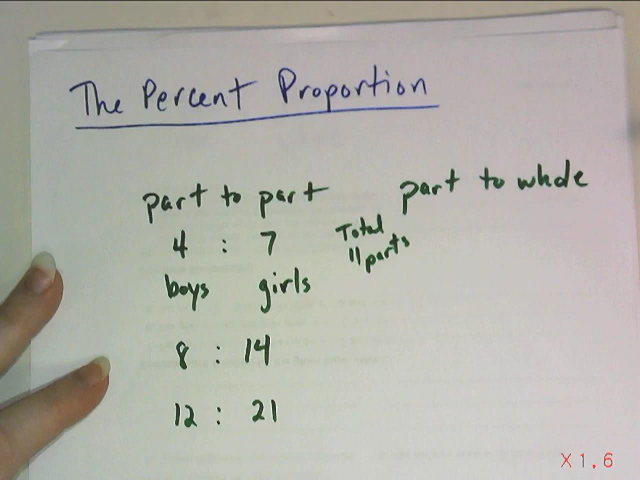 The Percent Proportion
part to part
part to whole
4 : 7
Total
11 parts
boys girls
8 : 14
12 : 21
X1.6